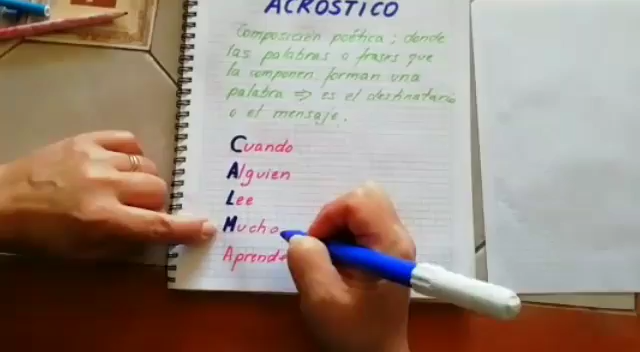 ACRÓSTICO
Composición poética; donde
las palabras o frases que
la componen forman una
palabra => es el destinatario
o el mensaje.
Cuando
Alguien
Lee
Mucho
Aprende